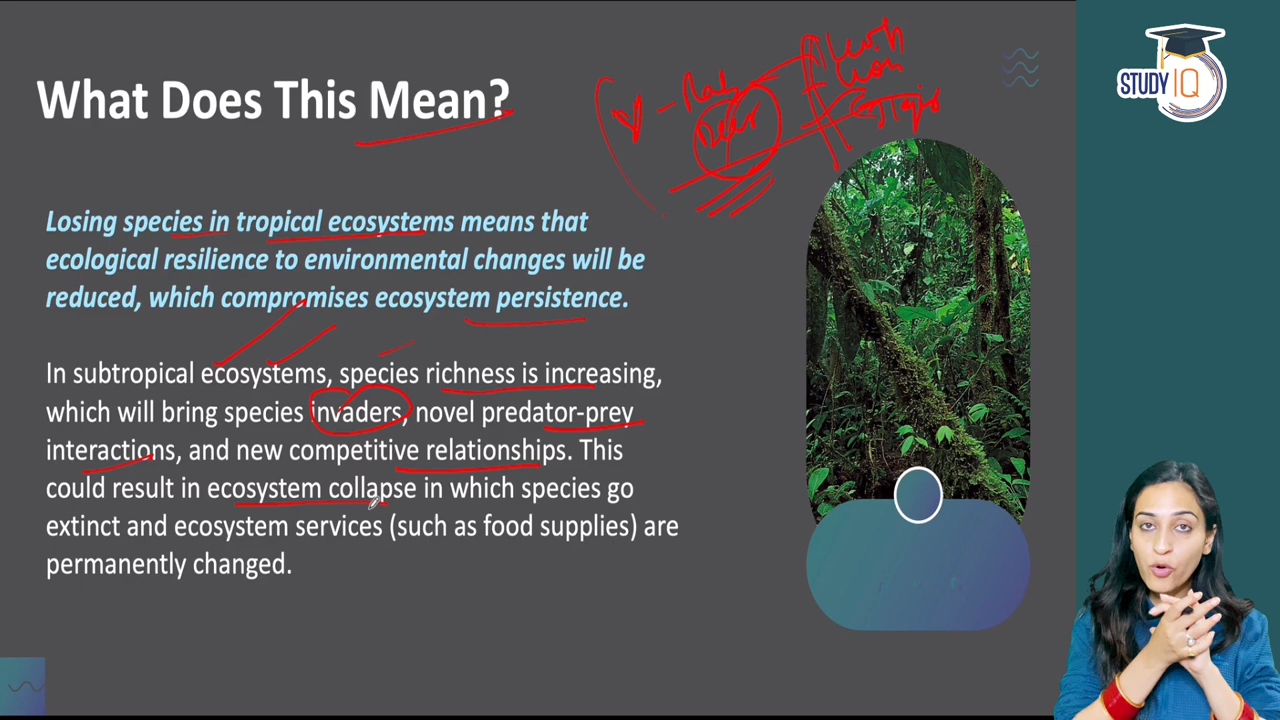 What Does This Mean?
STUDY IQ
Deer
Losing species in tropical ecosystems means that
ecological resilience to environmental changes will be
reduced, which compromises ecosystem persistence.
In subtropical ecosystems, species richness is increasing,
which will bring species invaders, novel predator-prey
interactions, and new competitive relationships. This
could result in ecosystem collapse in which species go
extinct and ecosystem services (such as food supplies) are
permanently changed.